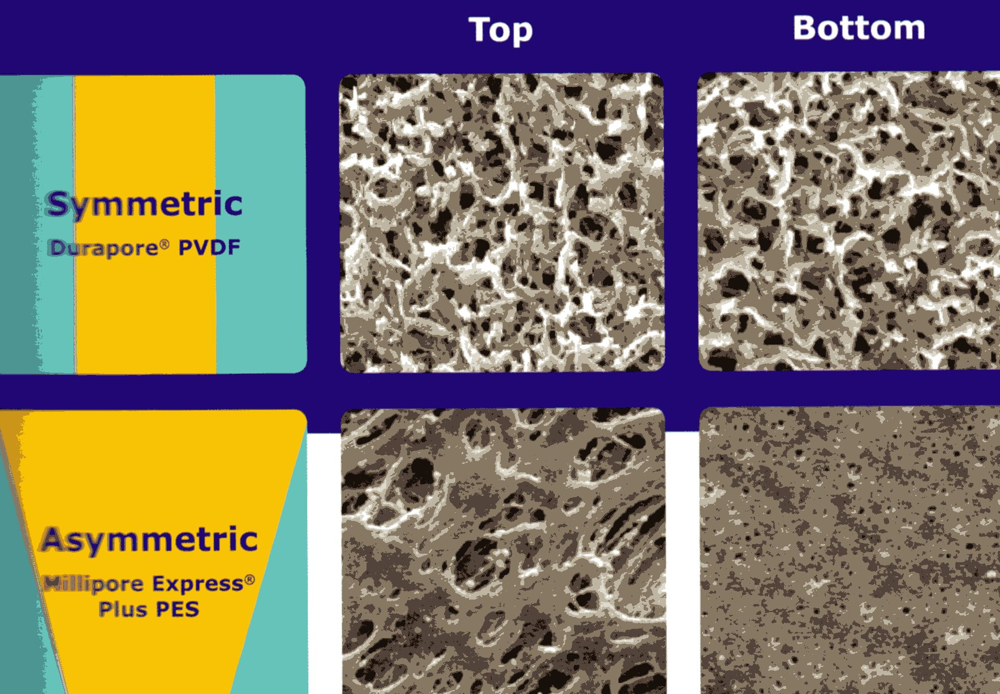 Top
Bottom
Symmetric
Durapore® PVDF
Asymmetric
Millipore Express®
Plus PES